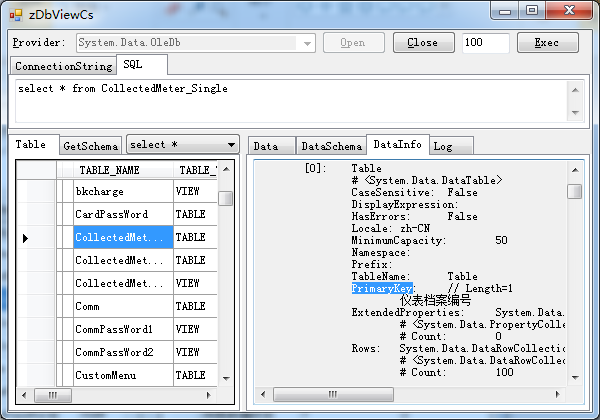 zDbViewCs
Provider: System.Data.OleDb Open Close 100 Exec
ConnectionString SQL
select * from CollectedMeter_Single
Table GetSchema select *
TABLE_NAME TABLE_
bkcharge VIEW
CardPassWord TABLE
CollectedMet... TABLE
CollectedMet... TABLE
CollectedMet... VIEW
Comm TABLE
CommPassWord1 VIEW
CommPassWord2 VIEW
CustomMenu TABLE
Data DataSchema DataInfo Log
[0]: Table
# <System.Data.DataTable>
CaseSensitive: False
DisplayExpression:
HasErrors: False
Locale: zh-CN
MinimumCapacity: 50
Namespace:
Prefix:
TableName: Table
PrimaryKey: // Length=1
仪表档案编号
ExtendedProperties: System.
# <System.Data.PropertyColle
# Count: 0
Rows: System.Data.DataRowCollectio
# <System.Data.DataRowCollec
# Count: 100